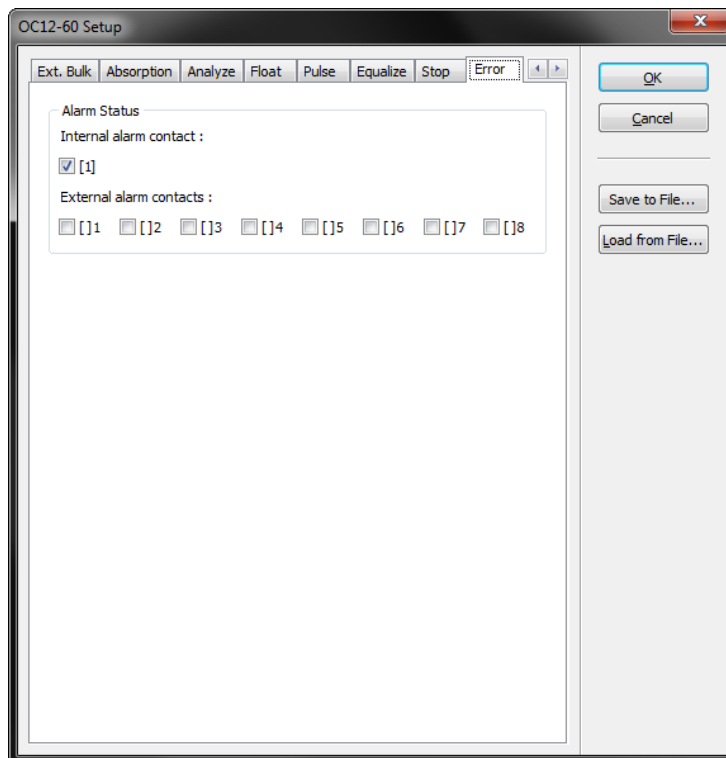 OC12-60 Setup
Ext. Bulk Absorption Analyze Float Pulse Equalize Stop Error
OK
Cancel
Save to File...
Load from File...
Alarm Status
Internal alarm contact :
[1]
External alarm contacts :
[ ]1 [ ]2 [ ]3 [ ]4 [ ]5 [ ]6 [ ]7 [ ]8